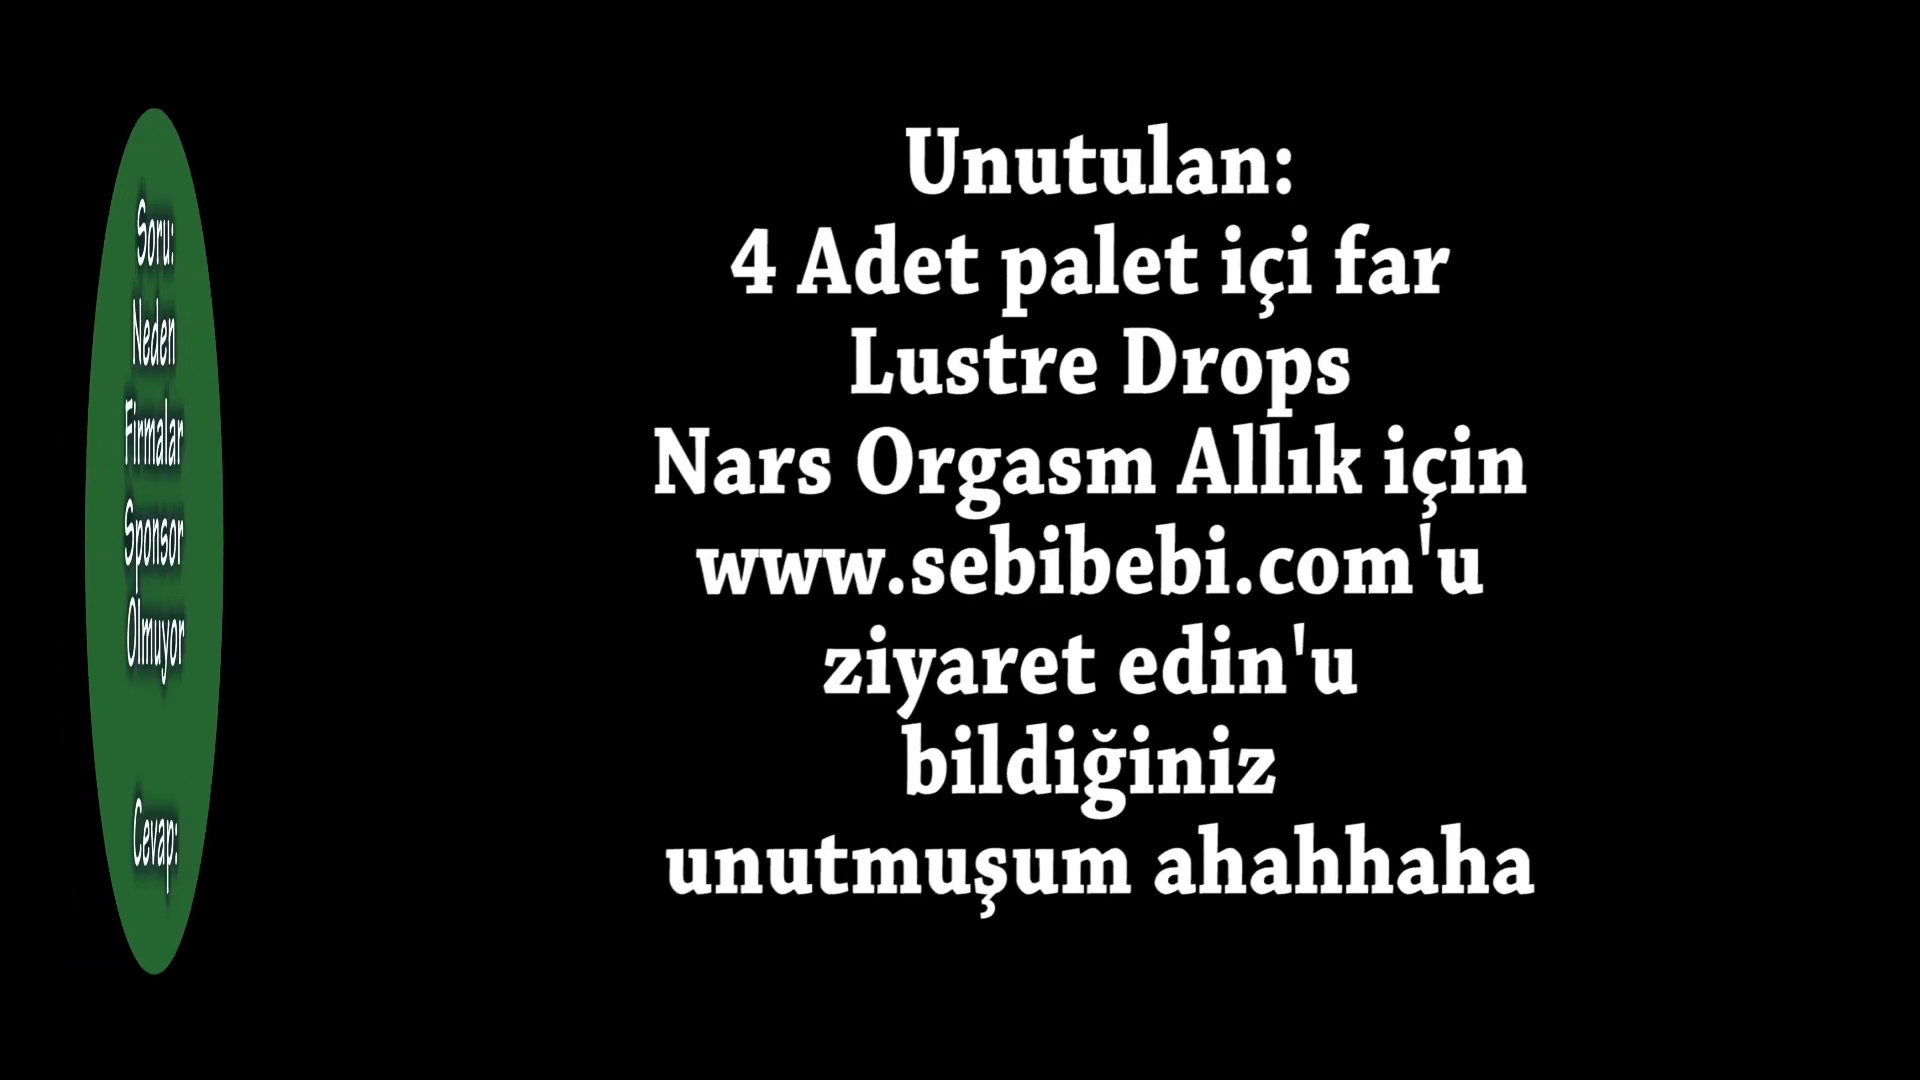 Soru:
Neden
Firmalar
Sponsor
Olmuyor
Cevap:
Unutulan:
4 Adet palet içi far
Lustre Drops
Nars Orgasm Allık için
www.sebibebi.com'u
ziyaret edin'u
bildiğiniz
unutmuşum ahahhaha